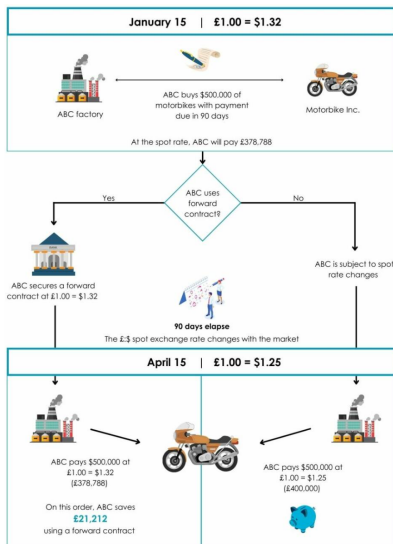 January 15 | £1.00 = $1.32
ABC factory
ABC buys $500,000 of
motorbikes with payment
due in 90 days
Motorbike Inc.
At the spot rate, ABC will pay £378,788
ABC uses
forward
contract?
Yes
No
ABC secures a forward
contract at £1.00 = $1.32
ABC is subject to spot
rate changes
90 days elapse
The £:$ spot exchange rate changes with the market
April 15 | £1.00 = $1.25
ABC pays $500,000 at
£1.00 = $1.32
(£378,788)
On this order, ABC saves
£21,212
using a forward contract
ABC pays $500,000 at
£1.00 = $1.25
(£400,000)